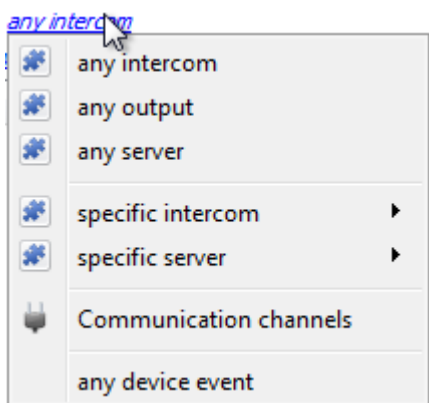 any intercom
any intercom
any output
any server
specific intercom
specific server
Communication channels
any device event